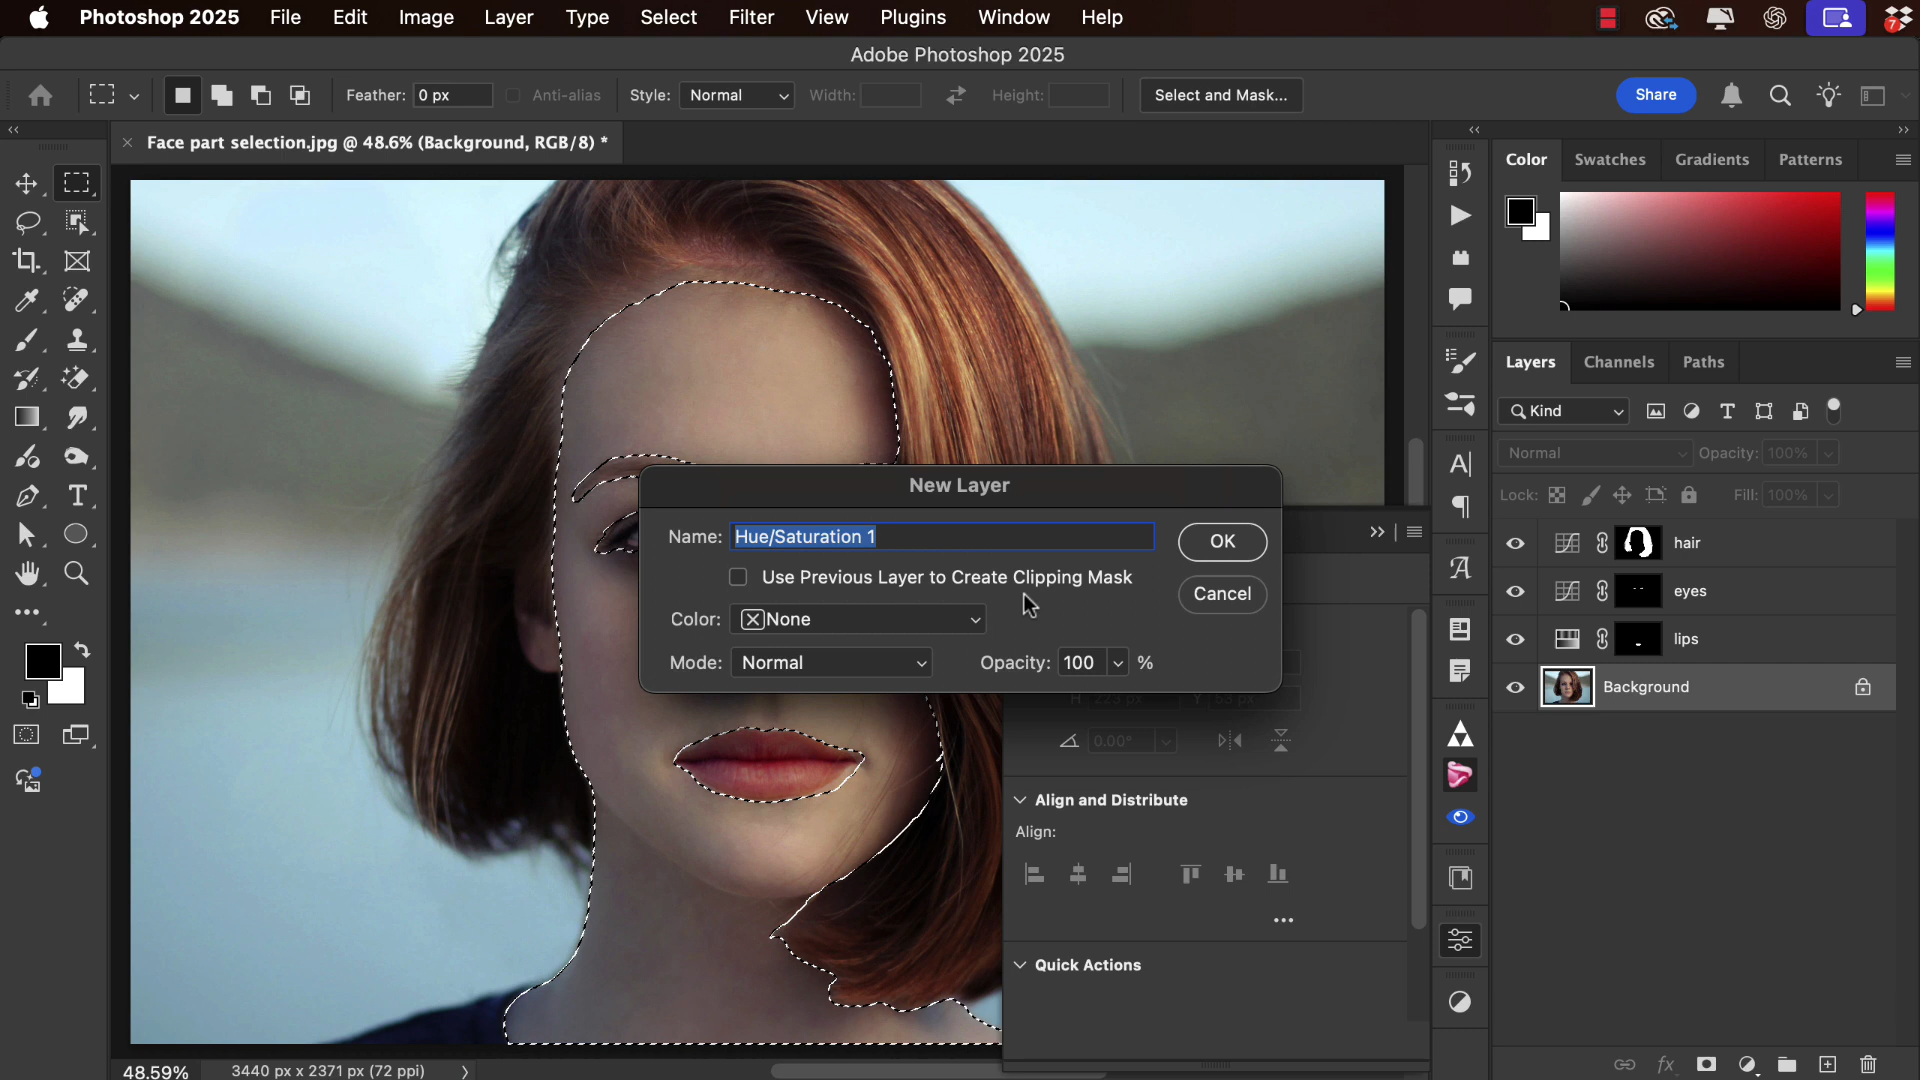 Photoshop 2025 File Edit Image Layer Type Select Filter View Plugins Window Help
7
Adobe Photoshop 2025
Feather: 0 px Anti-alias Style: Normal Width: Height: Select and Mask... Share
Face part selection.jpg @ 48.6% (Background, RGB/8) *
Color Swatches Gradients Patterns
Layers Channels Paths
Kind
Normal Opacity: 100%
Lock: Fill: 100%
hair
eyes
lips
Background
New Layer
Name: Hue/Saturation 1 OK
Use Previous Layer to Create Clipping Mask
Cancel
Color: None
Mode: Normal Opacity: 100 %
H 223 px Y
0.00°
Align and Distribute
Align:
Quick Actions
48.59% 3440 px x 2371 px (72 ppi)